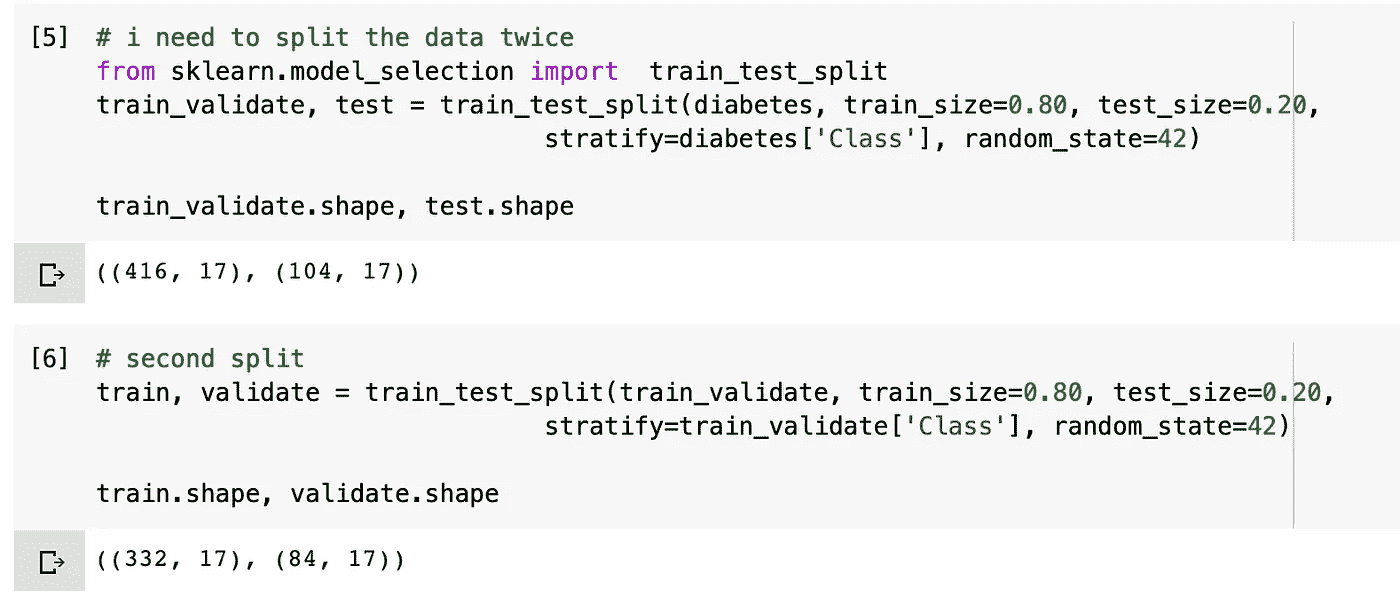 [5] # i need to split the data twice
from sklearn.model_selection import  train_test_split
train_validate, test = train_test_split(diabetes, train_size=0.80, test_size=0.20,
stratify=diabetes['Class'], random_state=42)
train_validate.shape, test.shape
((416, 17), (104, 17))
[6] # second split
train, validate = train_test_split(train_validate, train_size=0.80, test_size=0.20,
stratify=train_validate['Class'], random_state=42)
train.shape, validate.shape
((332, 17), (84, 17))